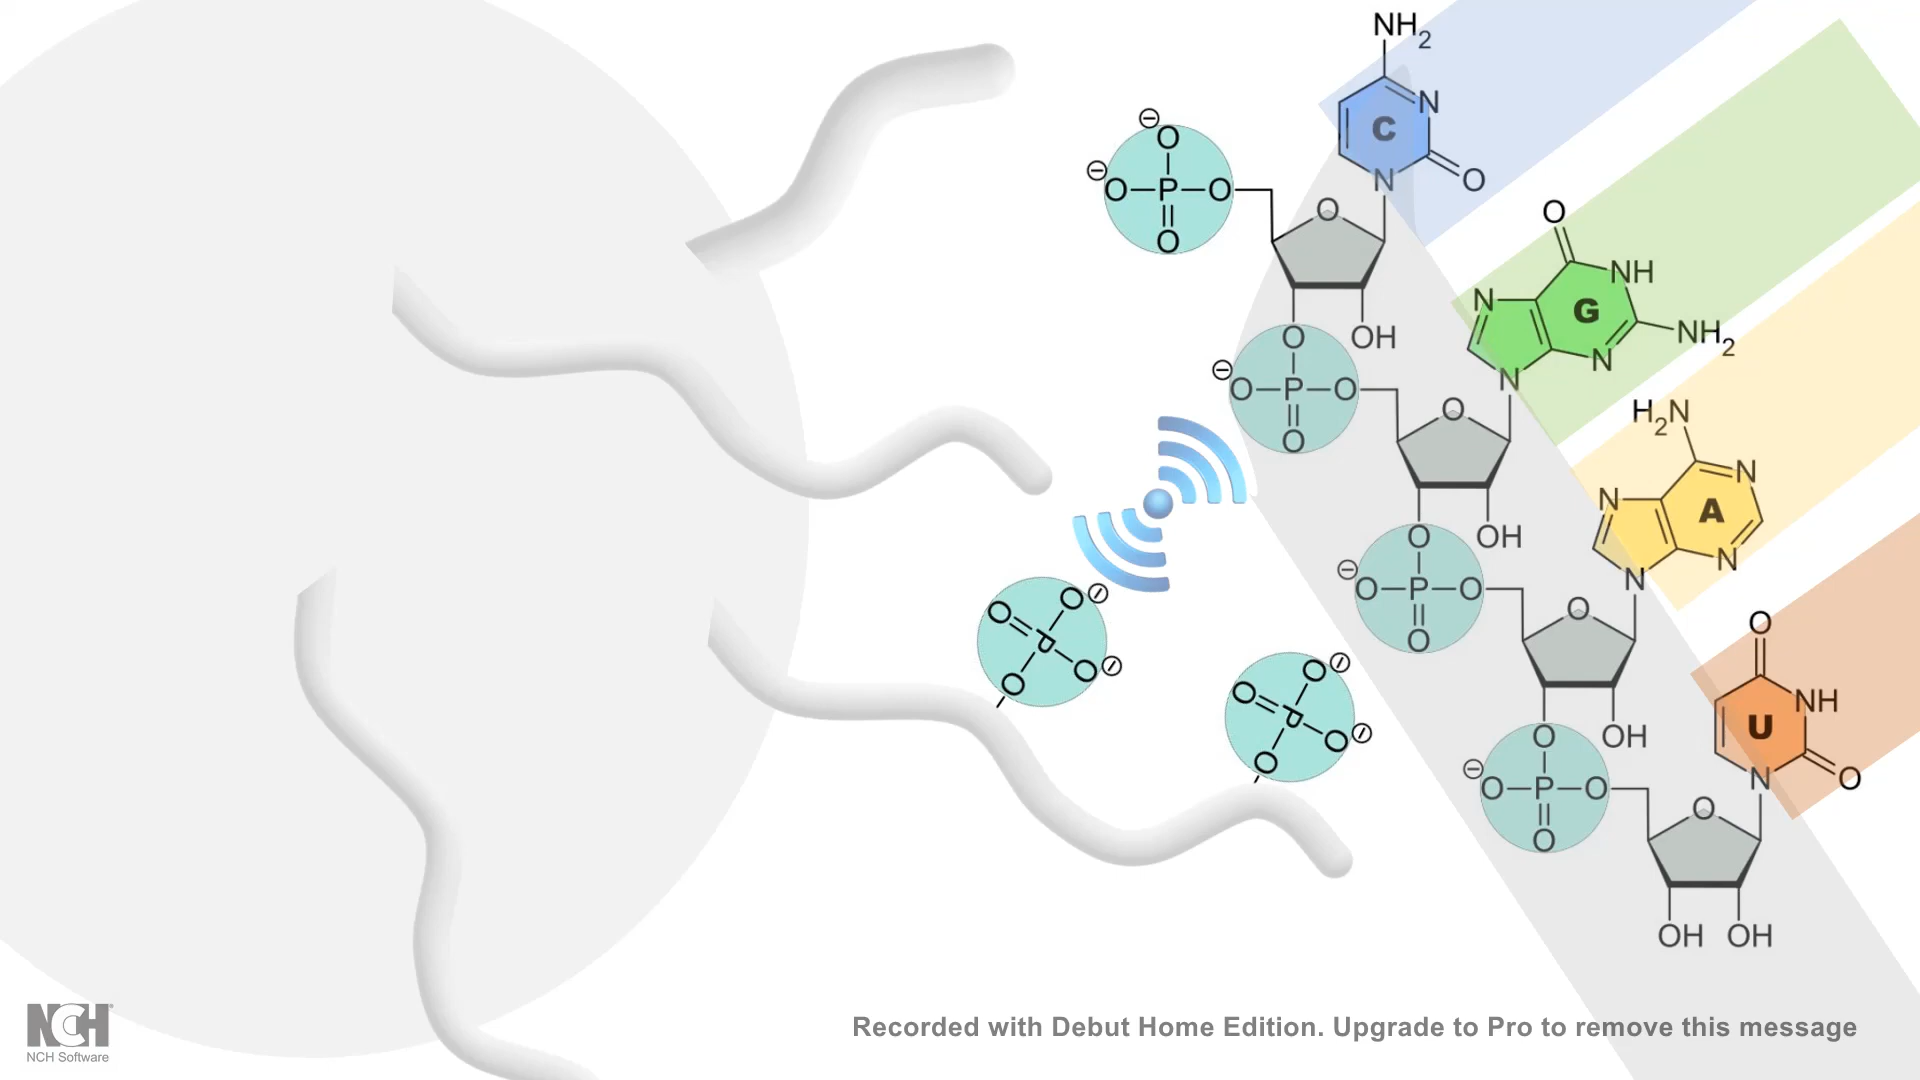 NH2
N
C
O
N
⊖
O
⊖
O
P
O
O
O
O
OH
O
NH
N
G
NH2
N
N
⊖
O
P
O
O
O
O
OH
H2N
N
N
A
N
N
⊖
O
P
O
O
O
O
OH
O
NH
U
O
N
⊖
O
P
O
O
O
OH
OH
O
⊖
O
P
O
⊖
O
O
⊖
O
P
O
⊖
O
NCH
NCH Software
Recorded with Debut Home Edition. Upgrade to Pro to remove this message